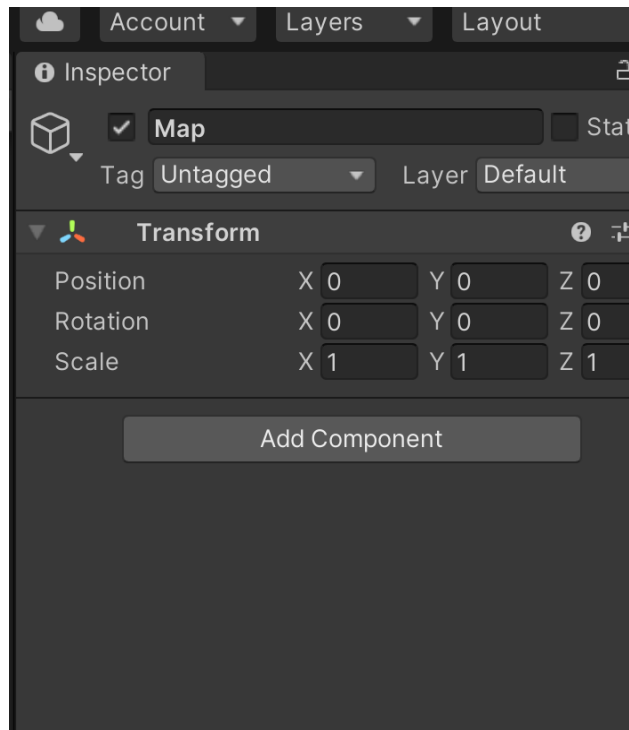 Account Layers Layout
Inspector
Map Stat
Tag Untagged Layer Default
Transform
Position X 0 Y 0 Z 0
Rotation X 0 Y 0 Z 0
Scale X 1 Y 1 Z 1
Add Component